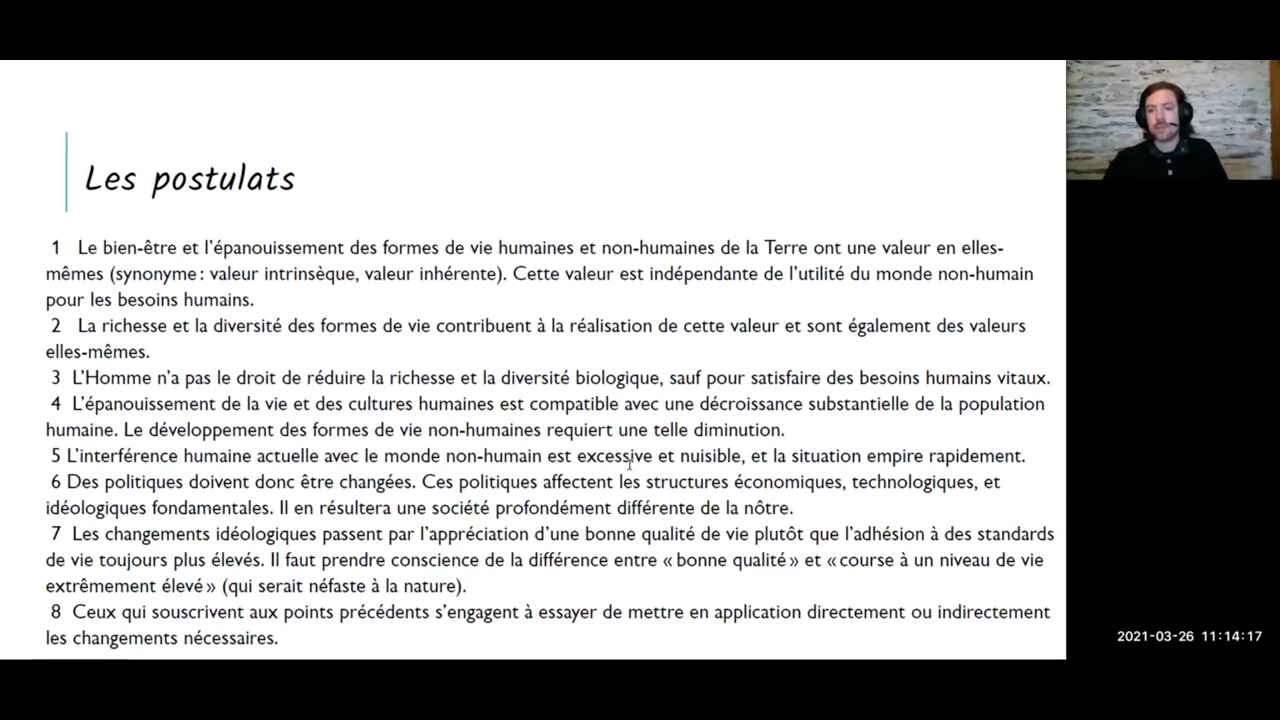 Les postulats
1 Le bien-être et l'épanouissement des formes de vie humaines et non-humaines de la Terre ont une valeur en elles-
mêmes (synonyme : valeur intrinsèque, valeur inhérente). Cette valeur est indépendante de l'utilité du monde non-humain
pour les besoins humains.
2 La richesse et la diversité des formes de vie contribuent à la réalisation de cette valeur et sont également des valeurs
elles-mêmes.
3 L'Homme n'a pas le droit de réduire la richesse et la diversité biologique, sauf pour satisfaire des besoins humains vitaux.
4 L'épanouissement de la vie et des cultures humaines est compatible avec une décroissance substantielle de la population
humaine. Le développement des formes de vie non-humaines requiert une telle diminution.
5 L'interférence humaine actuelle avec le monde non-humain est excessive et nuisible, et la situation empire rapidement.
6 Des politiques doivent donc être changées. Ces politiques affectent les structures économiques, technologiques, et
idéologiques fondamentales. Il en résultera une société profondément différente de la nôtre.
7 Les changements idéologiques passent par l'appréciation d'une bonne qualité de vie plutôt que l'adhésion à des standards
de vie toujours plus élevés. Il faut prendre conscience de la différence entre « bonne qualité » et « course à un niveau de vie
extrêmement élevé » (qui serait néfaste à la nature).
8 Ceux qui souscrivent aux points précédents s'engagent à essayer de mettre en application directement ou indirectement
les changements nécessaires.
2021-03-26 11:14:17